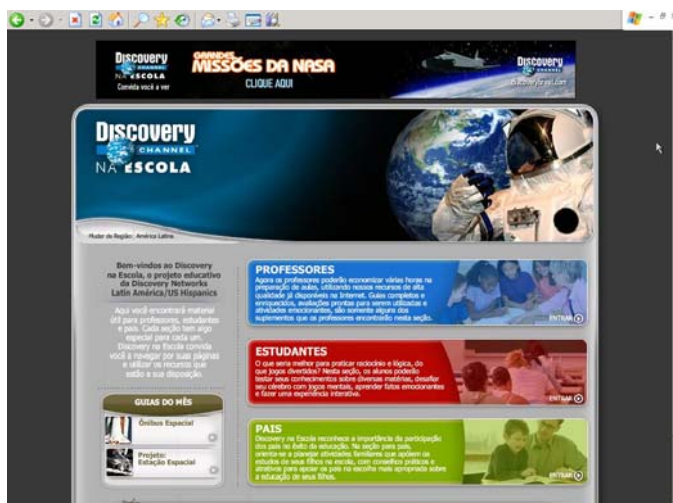 Discovery
CHANNEL
NA ESCOLA
Convida você a ver
GRANDES
MISSÕES DA NASA
CLIQUE AQUI
Discovery
CHANNEL
discoverybrasil.com
Discovery
CHANNEL
NA ESCOLA
Mudar de Região: América Latina
Bem-vindos ao Discovery
na Escola, o projeto educativo
da Discovery Networks
Latin América/US Hispanics
Aqui você encontrará material
útil para professores, estudantes
e pais. Cada seção tem algo
especial para cada um.
Discovery na Escola convida
você a navegar por suas páginas
e utilizar os recursos que
estão a sua disposição.
GUIAS DO MÊS
Ônibus Espacial
Projeto:
Estação Espacial
PROFESSORES
Agora os professores poderão economizar várias horas na
preparação de aulas, utilizando nossos recursos de alta
qualidade já disponíveis na Internet. Guias completos e
enriquecidos, avaliações prontas para serem utilizadas e
atividades emocionantes, são somente alguns dos
suplementos que os professores encontrarão nesta seção.
ENTRAR
ESTUDANTES
O que seria melhor para praticar raciocínio e lógica, do
que jogos divertidos? Nesta seção, os alunos poderão
testar seus conhecimentos sobre diversas matérias, desafiar
seu cérebro com jogos mentais, aprender fatos emocionantes
e fazer uma experiência interativa.
ENTRAR
PAIS
Discovery na Escola reconhece a importância da participação
dos pais no êxito da educação. Na seção para pais,
orienta-se a planejar atividades familiares que apóiem os
estudos de seus filhos na escola, com conselhos práticos e
atrativos para apoiar os pais na escolha mais apropriada sobre
a educação de seus filhos.
ENTRAR